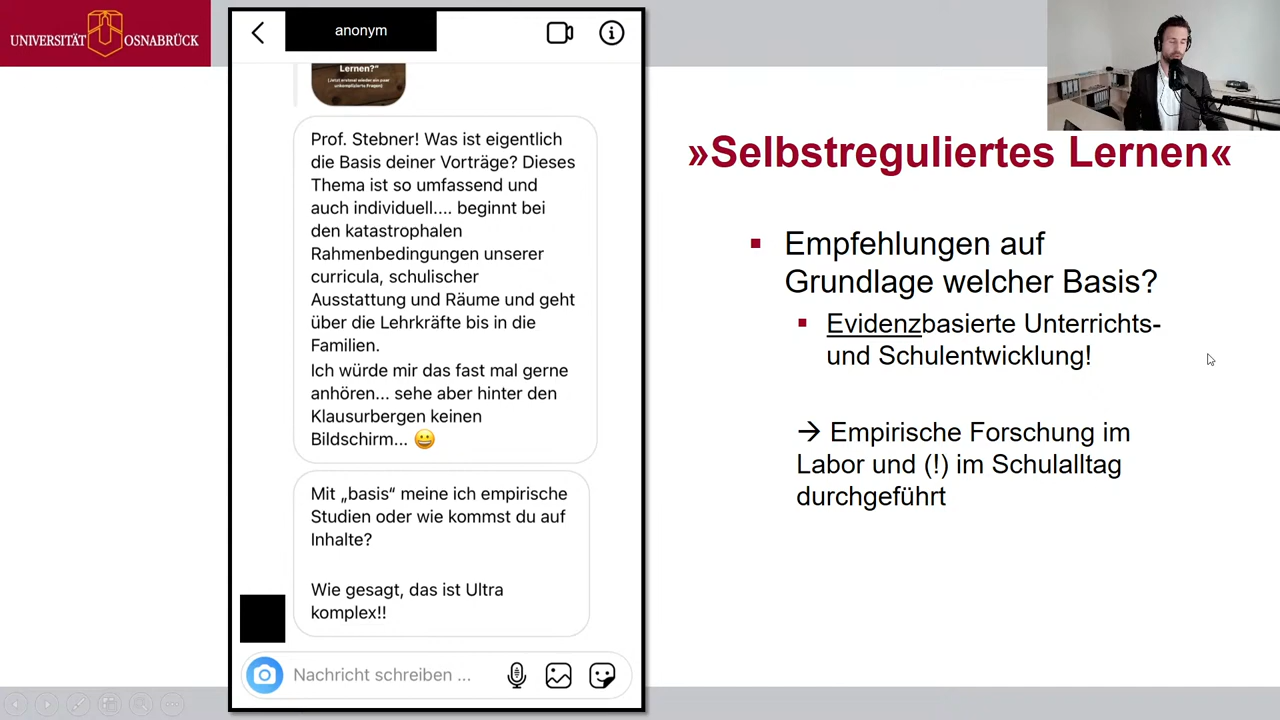 UNIVERSITÄT OSNABRÜCK
anonym
Lernen?"
Prof. Stebner! Was ist eigentlich
die Basis deiner Vorträge? Dieses
Thema ist so umfassend und
auch individuell.... beginnt bei
den katastrophalen
Rahmenbedingungen unserer
curricula, schulischer
Ausstattung und Räume und geht
über die Lehrkräfte bis in die
Familien.
Ich würde mir das fast mal gerne
anhören... sehe aber hinter den
Klausurbergen keinen
Bildschirm... 😀
Mit „basis“ meine ich empirische
Studien oder wie kommst du auf
Inhalte?
Wie gesagt, das ist Ultra
komplex!!
Nachricht schreiben ...
»Selbstreguliertes Lernen«
Empfehlungen auf
Grundlage welcher Basis?
Evidenzbasierte Unterrichts-
und Schulentwicklung!
→ Empirische Forschung im
Labor und (!) im Schulalltag
durchgeführt